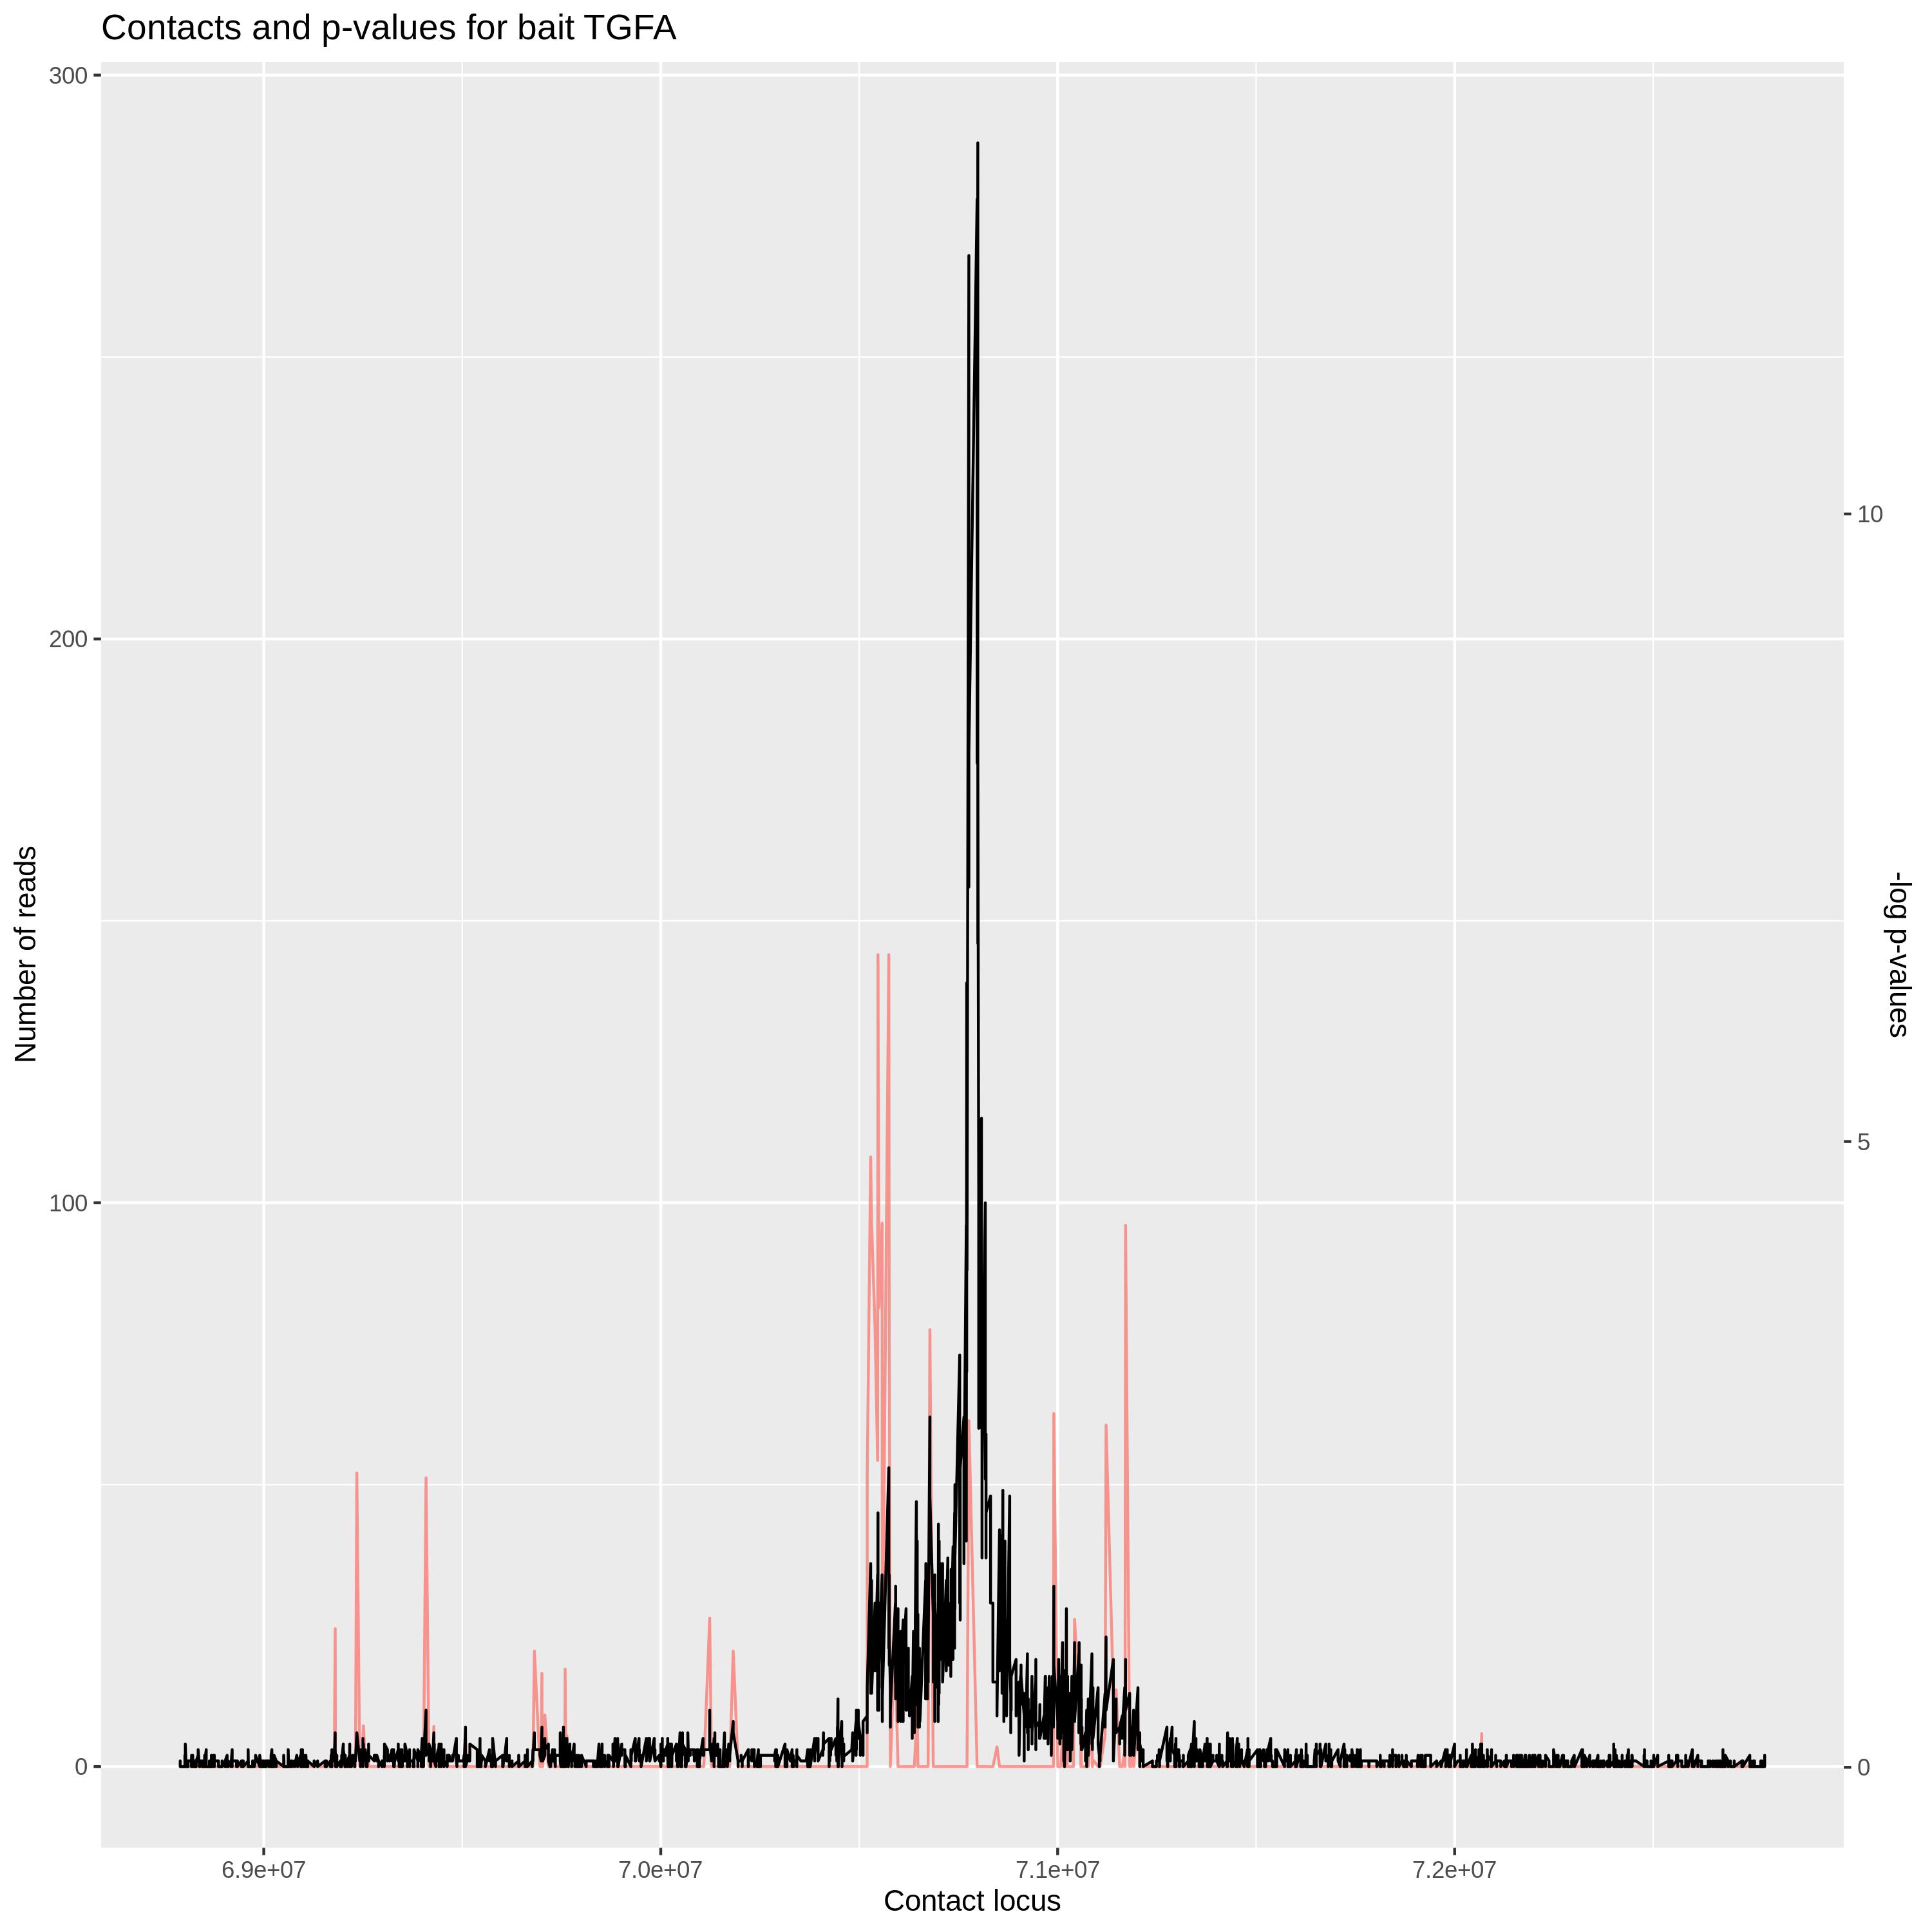 Contacts and p-values for bait TGFA
300
200
100
0
Number of reads
10
5
0
-log p-values
6.9e+07
7.0e+07
7.1e+07
7.2e+07
Contact locus